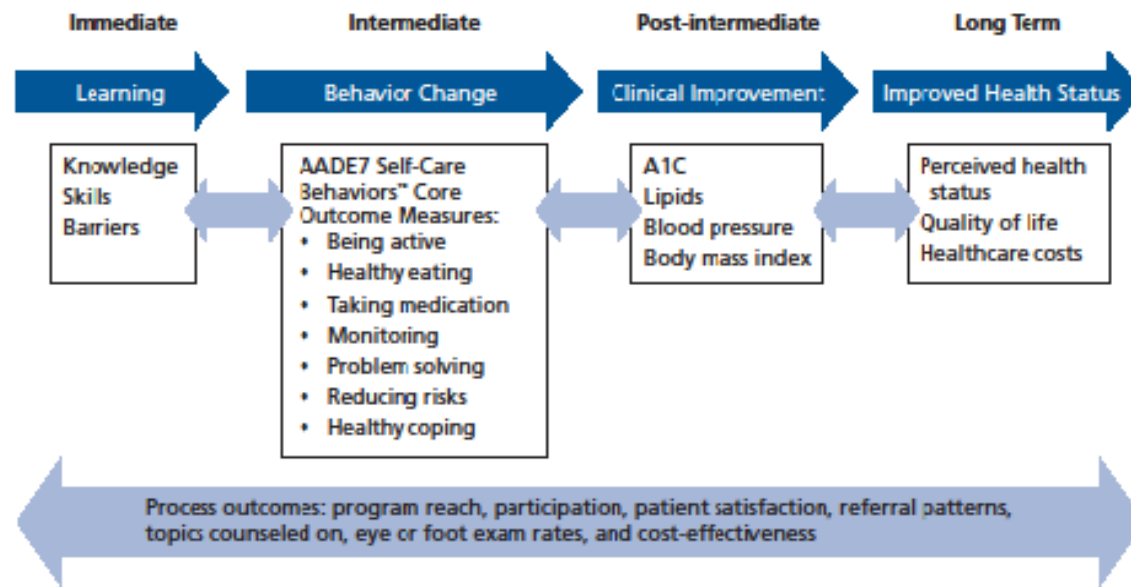 Immediate
Intermediate
Post-intermediate
Long Term
Learning
Behavior Change
Clinical Improvement
Improved Health Status
Knowledge
Skills
Barriers
AADE7 Self-Care
Behaviors™ Core
Outcome Measures:
• Being active
• Healthy eating
• Taking medication
• Monitoring
• Problem solving
• Reducing risks
• Healthy coping
A1C
Lipids
Blood pressure
Body mass index
Perceived health
status
Quality of life
Healthcare costs
Process outcomes: program reach, participation, patient satisfaction, referral patterns,
topics counseled on, eye or foot exam rates, and cost-effectiveness